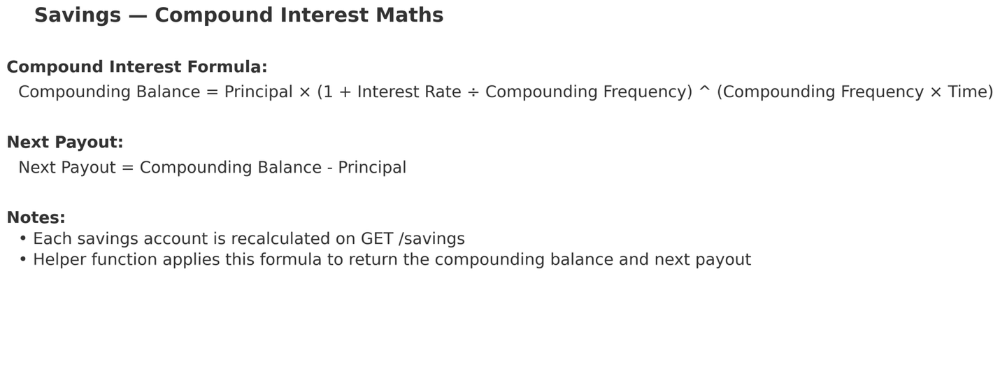 Savings — Compound Interest Maths
Compound Interest Formula:
Compounding Balance = Principal × (1 + Interest Rate ÷ Compounding Frequency) ^ (Compounding Frequency × Time)
Next Payout:
Next Payout = Compounding Balance - Principal
Notes:
• Each savings account is recalculated on GET /savings
• Helper function applies this formula to return the compounding balance and next payout